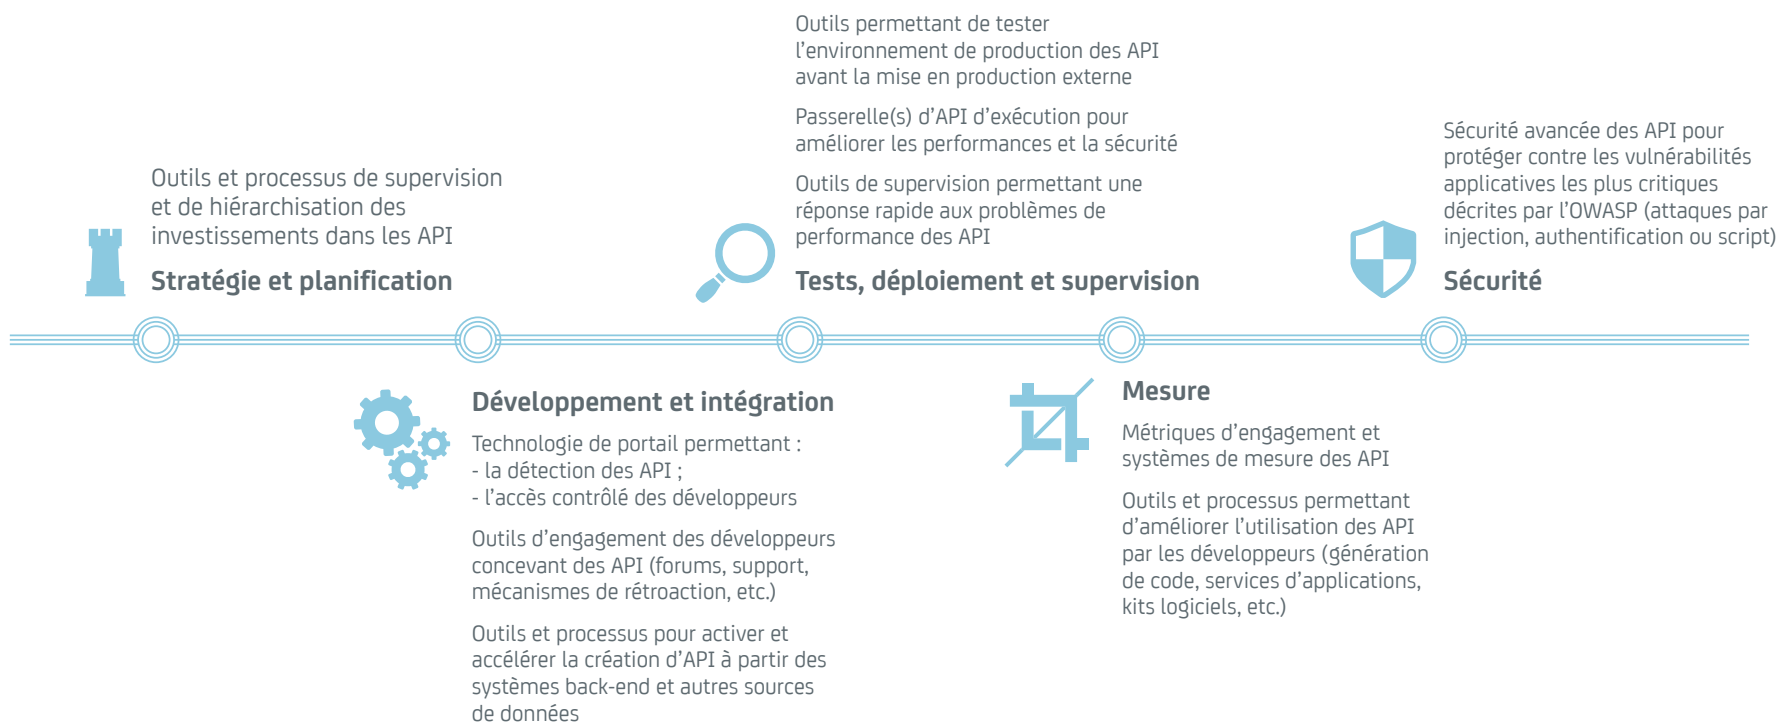 Outils et processus de supervision
et de hiérarchisation des
investissements dans les API
Stratégie et planification
Développement et intégration
Technologie de portail permettant :
- la détection des API ;
- l'accès contrôlé des développeurs
Outils d'engagement des développeurs
concevant des API (forums, support,
mécanismes de rétroaction, etc.)
Outils et processus pour activer et
accélérer la création d'API à partir des
systèmes back-end et autres sources
de données
Outils permettant de tester
l'environnement de production des API
avant la mise en production externe
Passerelle(s) d'API d'exécution pour
améliorer les performances et la sécurité
Outils de supervision permettant une
réponse rapide aux problèmes de
performance des API
Tests, déploiement et supervision
Mesure
Métriques d'engagement et
systèmes de mesure des API
Outils et processus permettant
d'améliorer l'utilisation des API
par les développeurs (génération
de code, services d'applications,
kits logiciels, etc.)
Sécurité avancée des API pour
protéger contre les vulnérabilités
applicatives les plus critiques
décrites par l'OWASP (attaques par
injection, authentification ou script)
Sécurité